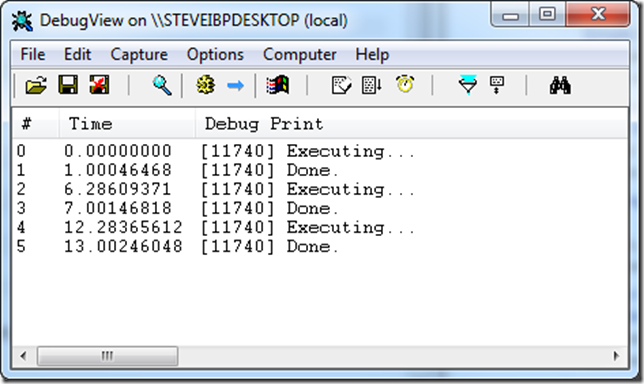 DebugView on \\STEVEIBPDESKTOP (local)
File Edit Capture Options Computer Help
# Time Debug Print
0 0.00000000 [11740] Executing...
1 1.00046468 [11740] Done.
2 6.28609371 [11740] Executing...
3 7.00146818 [11740] Done.
4 12.28365612 [11740] Executing...
5 13.00246048 [11740] Done.